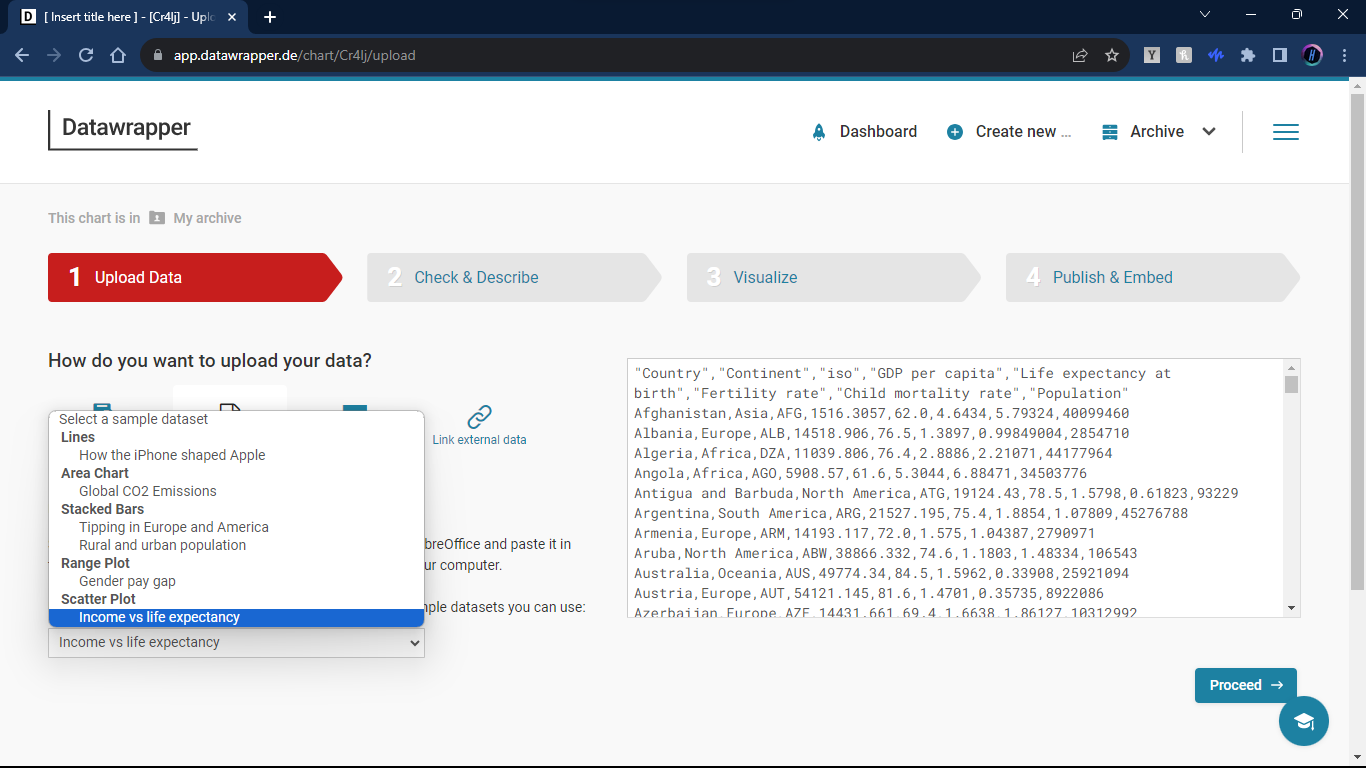 [ Insert title here ] - [Cr4lj] - Uplo
app.datawrapper.de/chart/Cr4lj/upload
Datawrapper
Dashboard
Create new ...
Archive
This chart is in My archive
1 Upload Data
2 Check & Describe
3 Visualize
4 Publish & Embed
How do you want to upload your data?
Link external data
Select a sample dataset
Lines
How the iPhone shaped Apple
Area Chart
Global CO2 Emissions
Stacked Bars
Tipping in Europe and America
Rural and urban population
Range Plot
Gender pay gap
Scatter Plot
Income vs life expectancy
Income vs life expectancy
breOffice and paste it in
ur computer.
ple datasets you can use:
"Country","Continent","iso","GDP per capita","Life expectancy at
birth","Fertility rate","Child mortality rate","Population"
Afghanistan,Asia,AFG,1516.3057,62.0,4.6434,5.79324,40099460
Albania,Europe,ALB,14518.906,76.5,1.3897,0.99849004,2854710
Algeria,Africa,DZA,11039.806,76.4,2.8886,2.21071,44177964
Angola,Africa,AGO,5908.57,61.6,5.3044,6.88471,34503776
Antigua and Barbuda,North America,ATG,19124.43,78.5,1.5798,0.61823,93229
Argentina,South America,ARG,21527.195,75.4,1.8854,1.07809,45276788
Armenia,Europe,ARM,14193.117,72.0,1.575,1.04387,2790971
Aruba,North America,ABW,38866.332,74.6,1.1803,1.48334,106543
Australia,Oceania,AUS,49774.34,84.5,1.5962,0.33908,25921094
Austria,Europe,AUT,54121.145,81.6,1.4701,0.35735,8922086
Azerbaijan,Europe,AZE,14431.661,69.4,1.6638,1.86127,10312992
Proceed